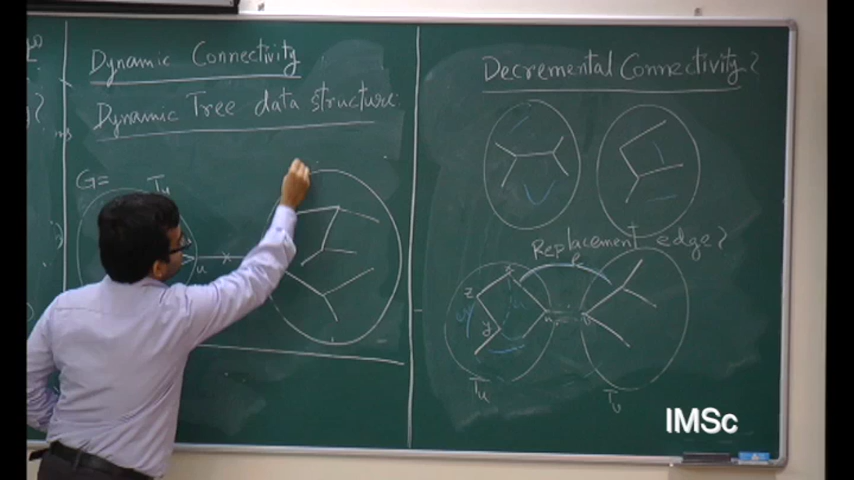 Dynamic Connectivity
Dynamic Tree data structure
G=
Tu
u
Decremental Connectivity?
Replacement edge?
x
z
y
u
v
Tu
Tv
IMSc